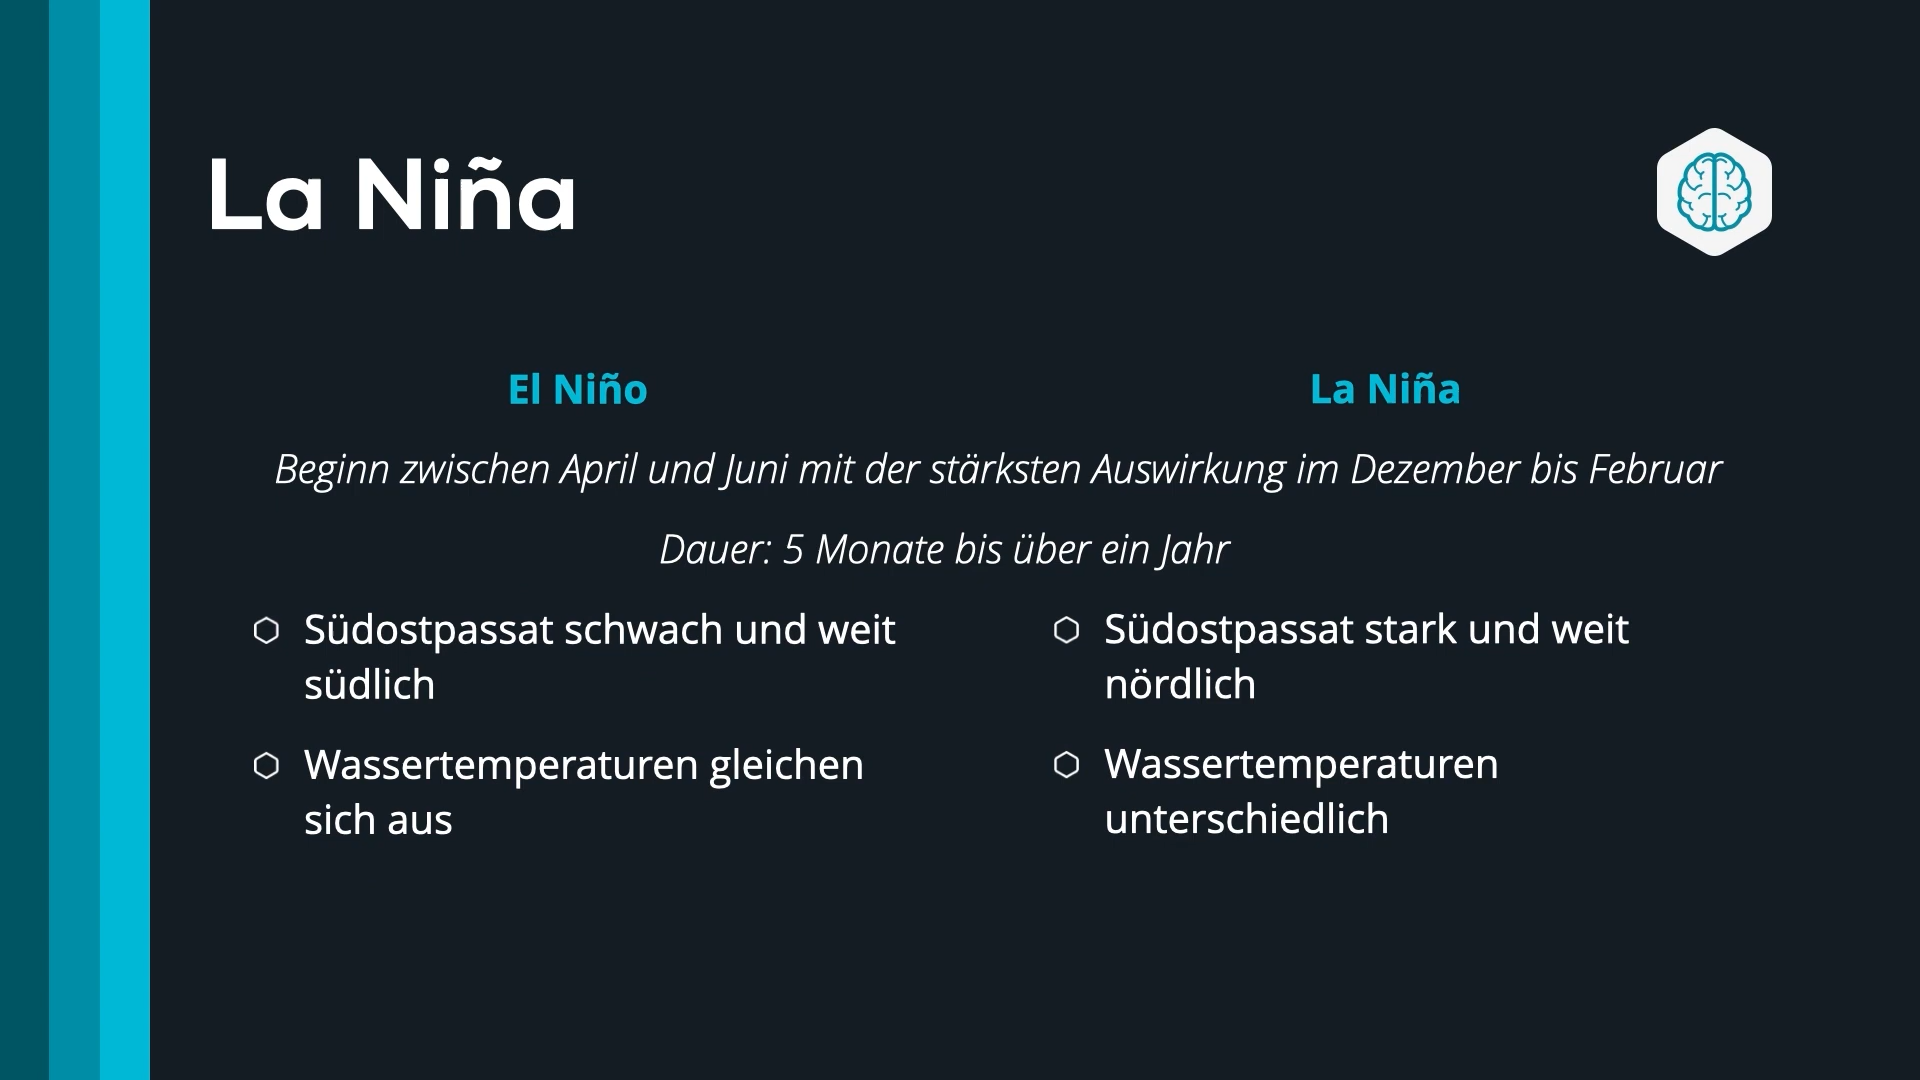 La Niña
El Niño
La Niña
Beginn zwischen April und Juni mit der stärksten Auswirkung im Dezember bis Februar
Dauer: 5 Monate bis über ein Jahr
Südostpassat schwach und weit
südlich
Wassertemperaturen gleichen
sich aus
Südostpassat stark und weit
nördlich
Wassertemperaturen
unterschiedlich